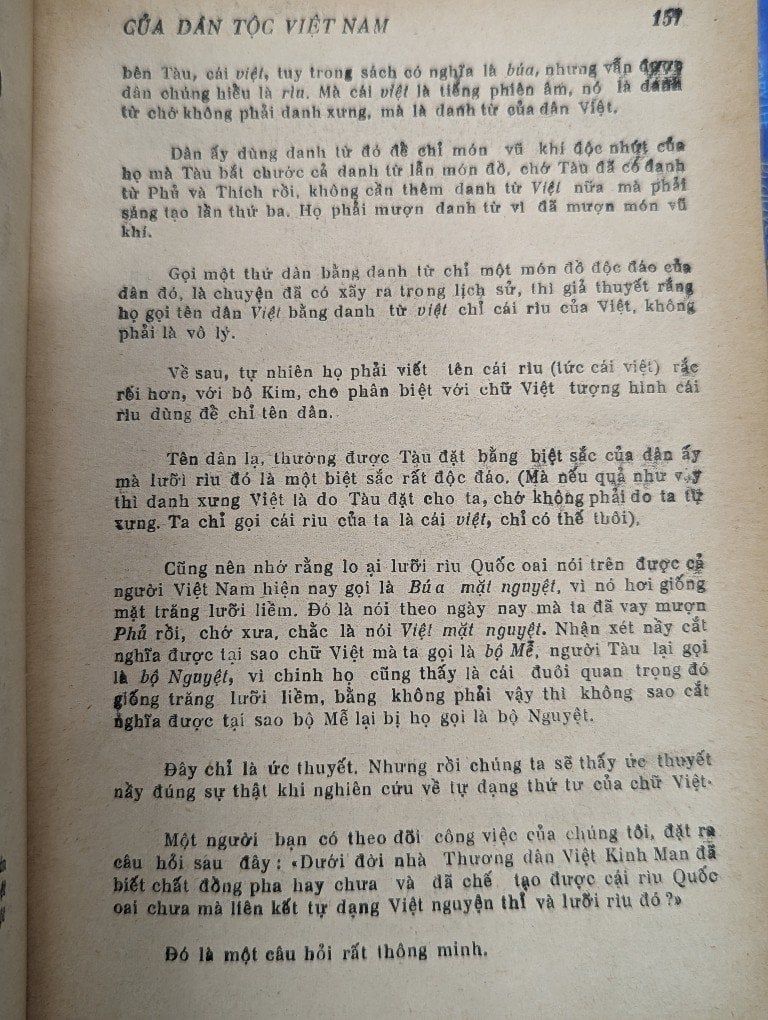 CỦA DÂN TỘC VIỆT NAM 157
bên Tàu, cái việt, tuy trong sách có nghĩa là búa, nhưng vẫn được
dân chúng hiểu là rìu. Mà cái việt là tiếng phiên âm, nó là danh
từ chớ không phải danh xưng, mà là danh từ của dân Việt.
Dân ấy dùng danh từ đó để chỉ món vũ khí độc nhứt của
họ mà Tàu bắt chước cả danh từ lẫn món đồ, chớ Tàu đã có danh
từ Phủ và Thích rồi, không cần thêm danh từ Việt nữa mà phải
sáng tạo lần thứ ba. Họ phải mượn danh từ vì đã mượn món vũ
khí.
Gọi một thứ dân bằng danh từ chỉ một món đồ độc đáo của
dân đó, là chuyện đã có xãy ra trong lịch sử, thì giả thuyết rằng
họ gọi tên dân Việt bằng danh từ việt chỉ cái rìu của Việt, không
phải là vô lý.
Về sau, tự nhiên họ phải viết tên cái rìu (tức cái việt) rắc
rối hơn, với bộ Kim, cho phân biệt với chữ Việt tượng hình cái
rìu dùng để chỉ tên dân.
Tên dân lạ, thường được Tàu đặt bằng biệt sắc của dân ấy
mà lưỡi rìu đó là một biệt sắc rất độc đáo. (Mà nếu quả như vậy
thì danh xưng Việt là do Tàu đặt cho ta, chớ không phải do ta tự
xưng. Ta chỉ gọi cái rìu của ta là cái việt, chỉ có thế thôi).
Cũng nên nhớ rằng lo ại lưỡi rìu Quốc oai nói trên được cả
người Việt Nam hiện nay gọi là Búa mặt nguyệt, vì nó hơi giống
mặt trăng lưỡi liềm. Đó là nói theo ngày nay mà ta đã vay mượn
Phủ rồi, chớ xưa, chắc là nói Việt mặt nguyệt. Nhận xét nầy cắt
nghĩa được tại sao chữ Việt mà ta gọi là bộ Mễ, người Tàu lại gọi
là bộ Nguyệt, vì chinh họ cũng thấy là cái đuôi quan trọng đó
giống trăng lưỡi liềm, bằng không phải vậy thì không sao cắt
nghĩa được tại sao bộ Mễ lại bị họ gọi là bộ Nguyệt.
Đây chỉ là ức thuyết. Nhưng rồi chúng ta sẽ thấy ức thuyết
nầy đúng sự thật khi nghiên cứu về tự dạng thứ tư của chữ Việt.
Một người bạn có theo dõi công việc của chúng tôi, đặt ra
câu hỏi sau đây : «Dưới đời nhà Thương dân Việt Kinh Man đã
biết chất đồng pha hay chưa và đã chế tạo được cái rìu Quốc
oai chưa mà liên kết tự dạng Việt nguyện thỉ và lưỡi rìu đó ?»
Đó là một câu hỏi rất thông minh.